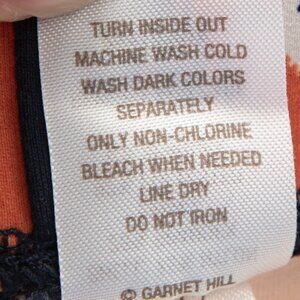 TURN INSIDE OUT
MACHINE WASH COLD
WASH DARK COLORS
SEPARATELY
ONLY NON-CHLORINE
BLEACH WHEN NEEDED
LINE DRY
DO NOT IRON
© GARNET HILL